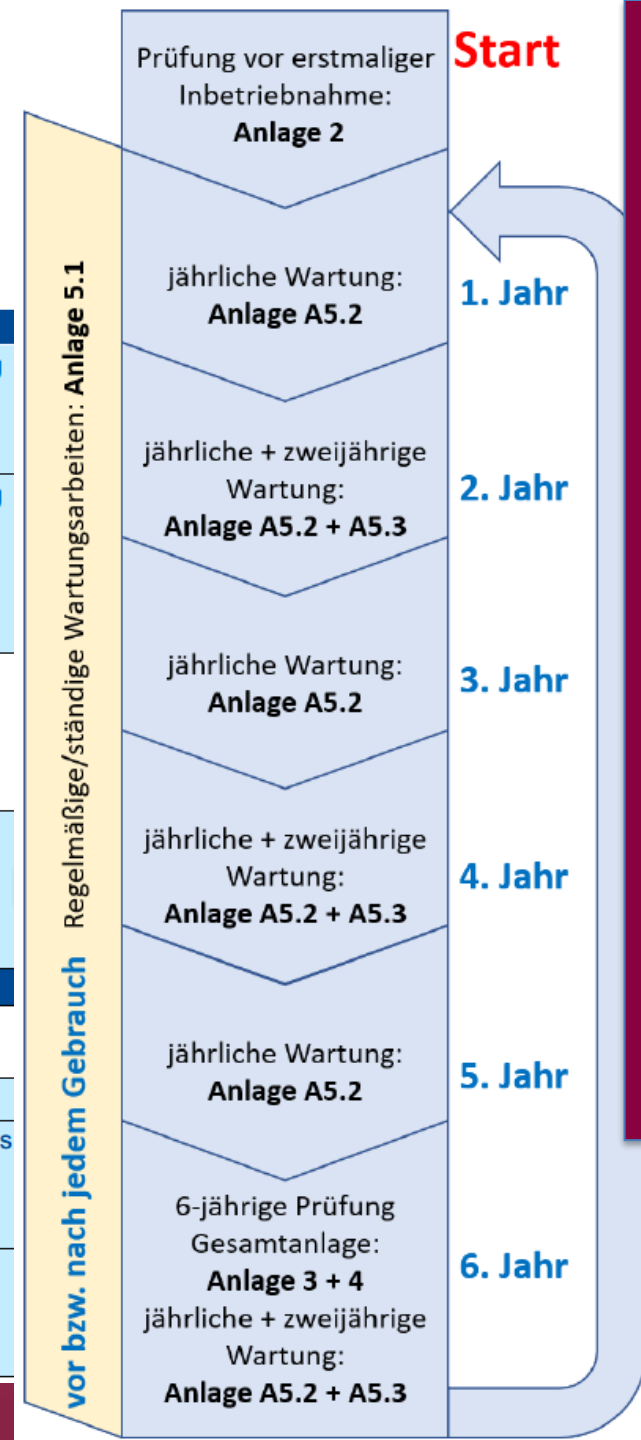 Prüfung vor erstmaliger
Inbetriebnahme:
Anlage 2
Start
jährliche Wartung:
Anlage A5.2
1. Jahr
jährliche + zweijährige
Wartung:
Anlage A5.2 + A5.3
2. Jahr
jährliche Wartung:
Anlage A5.2
3. Jahr
jährliche + zweijährige
Wartung:
Anlage A5.2 + A5.3
4. Jahr
jährliche Wartung:
Anlage A5.2
5. Jahr
6-jährige Prüfung
Gesamtanlage:
Anlage 3 + 4
jährliche + zweijährige
Wartung:
Anlage A5.2 + A5.3
6. Jahr
vor bzw. nach jedem Gebrauch Regelmäßige/ständige Wartungsarbeiten: Anlage 5.1